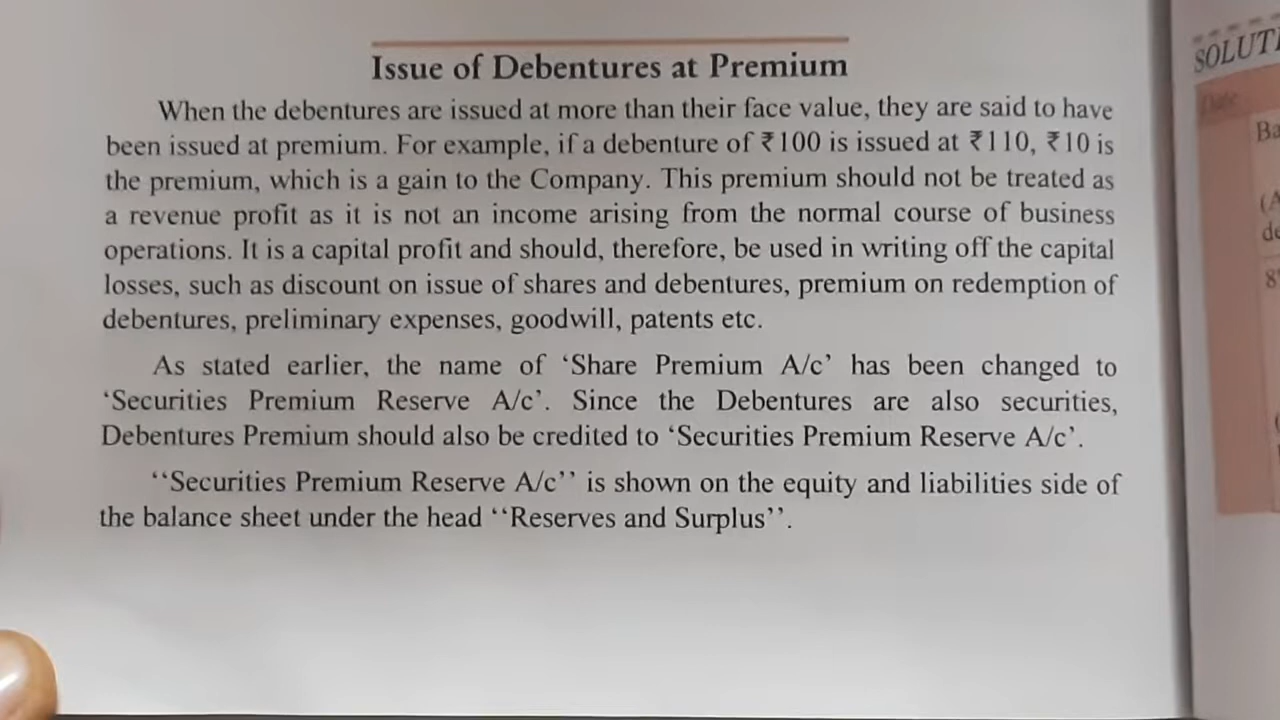 Issue of Debentures at Premium
When the debentures are issued at more than their face value, they are said to have
been issued at premium. For example, if a debenture of ₹100 is issued at ₹110, ₹10 is
the premium, which is a gain to the Company. This premium should not be treated as
a revenue profit as it is not an income arising from the normal course of business
operations. It is a capital profit and should, therefore, be used in writing off the capital
losses, such as discount on issue of shares and debentures, premium on redemption of
debentures, preliminary expenses, goodwill, patents etc.
As stated earlier, the name of ‘Share Premium A/c’ has been changed to
‘Securities Premium Reserve A/c’. Since the Debentures are also securities,
Debentures Premium should also be credited to ‘Securities Premium Reserve A/c’.
‘‘Securities Premium Reserve A/c’’ is shown on the equity and liabilities side of
the balance sheet under the head ‘‘Reserves and Surplus’’.
SOLUTI
Date
Ba
(A
de
8